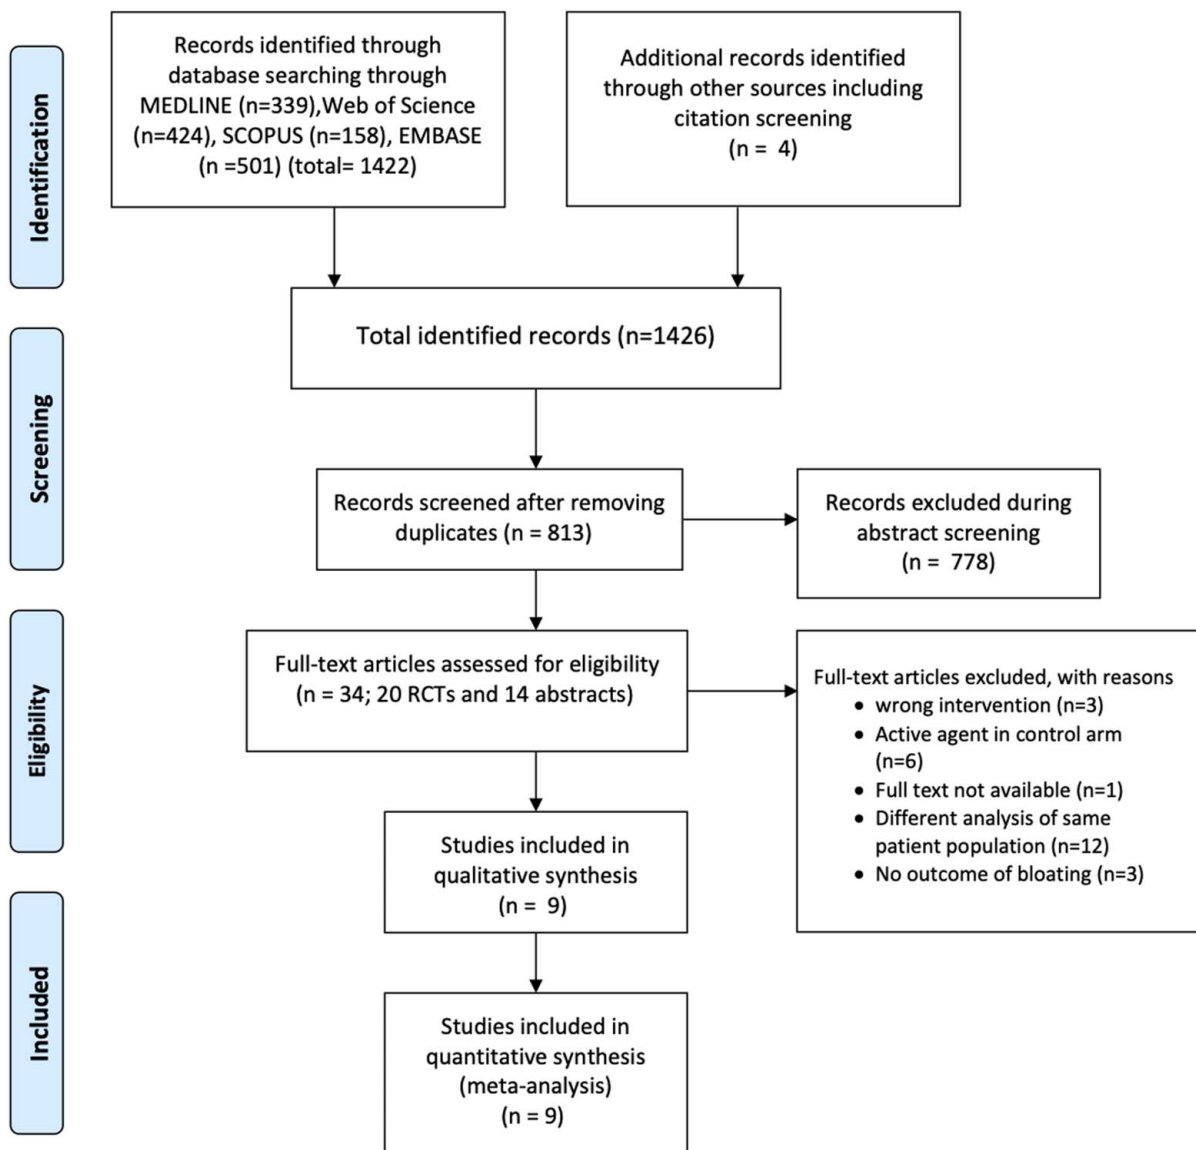 Identification
Records identified through
database searching through
MEDLINE (n=339),Web of Science
(n=424), SCOPUS (n=158), EMBASE
(n =501) (total= 1422)
Additional records identified
through other sources including
citation screening
(n =  4)
Total identified records (n=1426)
Screening
Records screened after removing
duplicates (n = 813)
Records excluded during
abstract screening
(n =  778)
Eligibility
Full-text articles assessed for eligibility
(n = 34; 20 RCTs and 14 abstracts)
Full-text articles excluded, with reasons
• wrong intervention (n=3)
• Active agent in control arm
(n=6)
• Full text not available (n=1)
• Different analysis of same
patient population (n=12)
• No outcome of bloating (n=3)
Studies included in
qualitative synthesis
(n =  9)
Included
Studies included in
quantitative synthesis
(meta-analysis)
(n = 9)